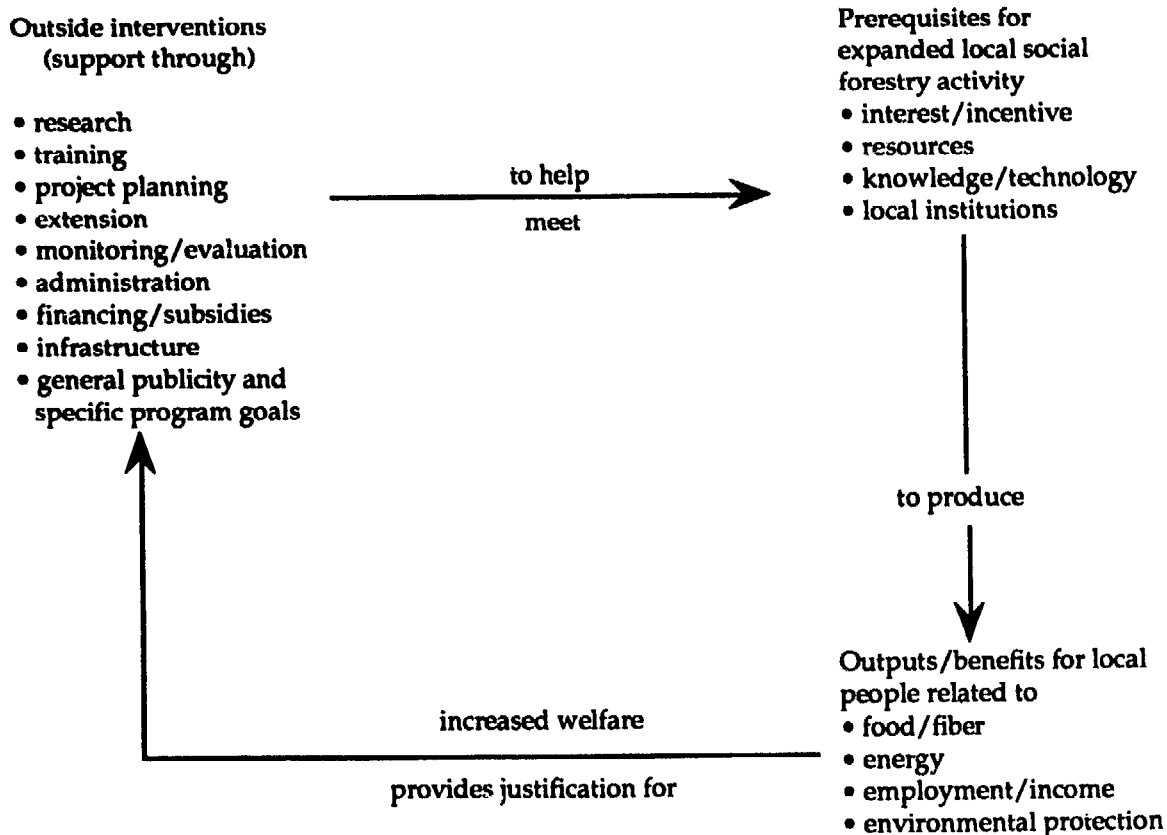 Outside interventions
(support through)
• research
• training
• project planning
• extension
• monitoring/evaluation
• administration
• financing/subsidies
• infrastructure
• general publicity and
specific program goals
to help
meet
Prerequisites for
expanded local social
forestry activity
• interest/incentive
• resources
• knowledge/technology
• local institutions
to produce
Outputs/benefits for local
people related to
• food/fiber
• energy
• employment/income
• environmental protection
increased welfare
provides justification for